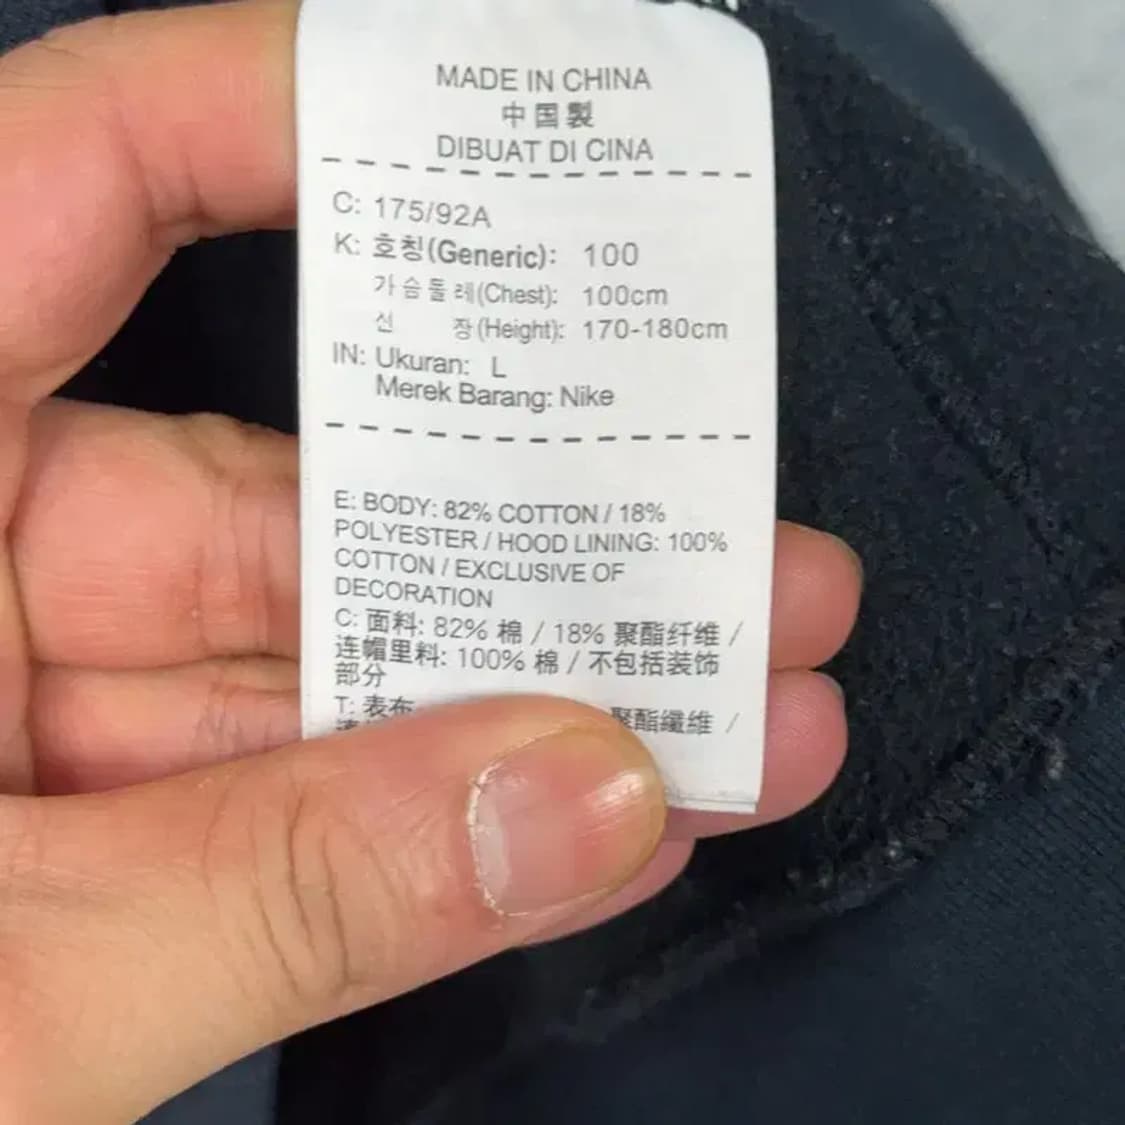 MADE IN CHINA
中国製
DIBUAT DI CINA
C: 175/92A
K: 호칭(Generic): 100
가슴둘레(Chest): 100cm
신 장(Height): 170-180cm
IN: Ukuran: L
Merek Barang: Nike
E: BODY: 82% COTTON / 18%
POLYESTER / HOOD LINING: 100%
COTTON / EXCLUSIVE OF
DECORATION
C: 面料: 82% 棉 / 18% 聚酯纤维 /
连帽里料: 100% 棉 / 不包括装饰
部分
T: 表布 聚酯纖維 /